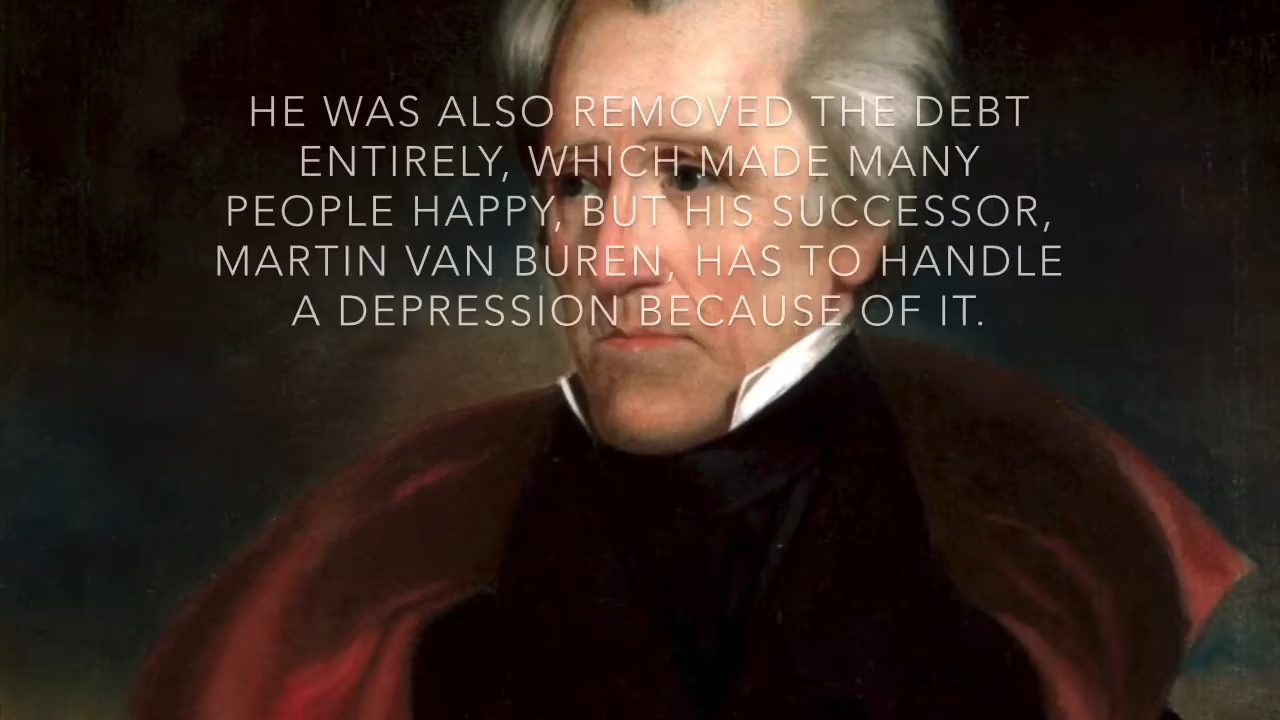 HE WAS ALSO REMOVED THE DEBT
ENTIRELY, WHICH MADE MANY
PEOPLE HAPPY, BUT HIS SUCCESSOR,
MARTIN VAN BUREN, HAS TO HANDLE
A DEPRESSION BECAUSE OF IT.